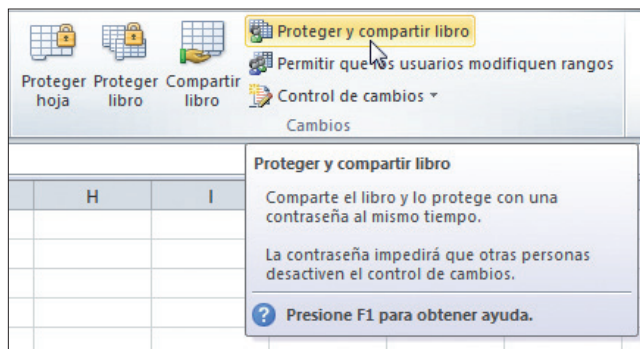 Proteger y compartir libro
Permitir que los usuarios modifiquen rangos
Control de cambios
Proteger hoja
Proteger libro
Compartir libro
Cambios
H I
Proteger y compartir libro
Comparte el libro y lo protege con una
contraseña al mismo tiempo.
La contraseña impedirá que otras personas
desactiven el control de cambios.
Presione F1 para obtener ayuda.